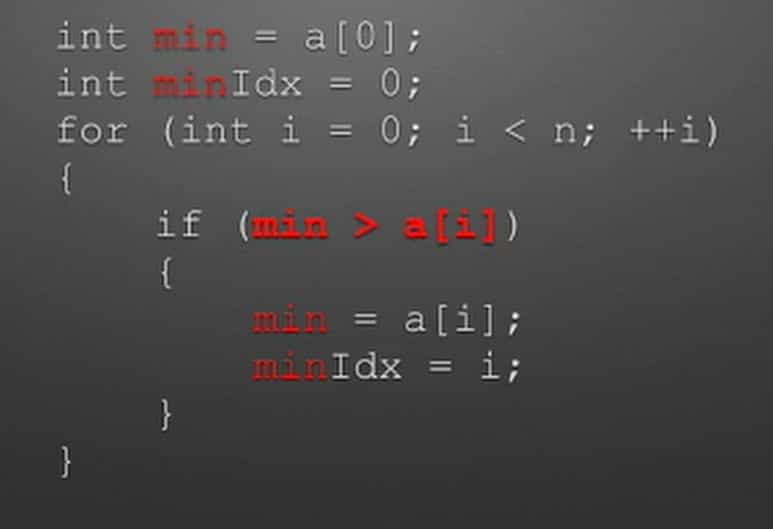 int min = a[0];
int minIdx = 0;
for (int i = 0; i < n; ++i)
{
if (min > a[i])
{
min = a[i];
minIdx = i;
}
}